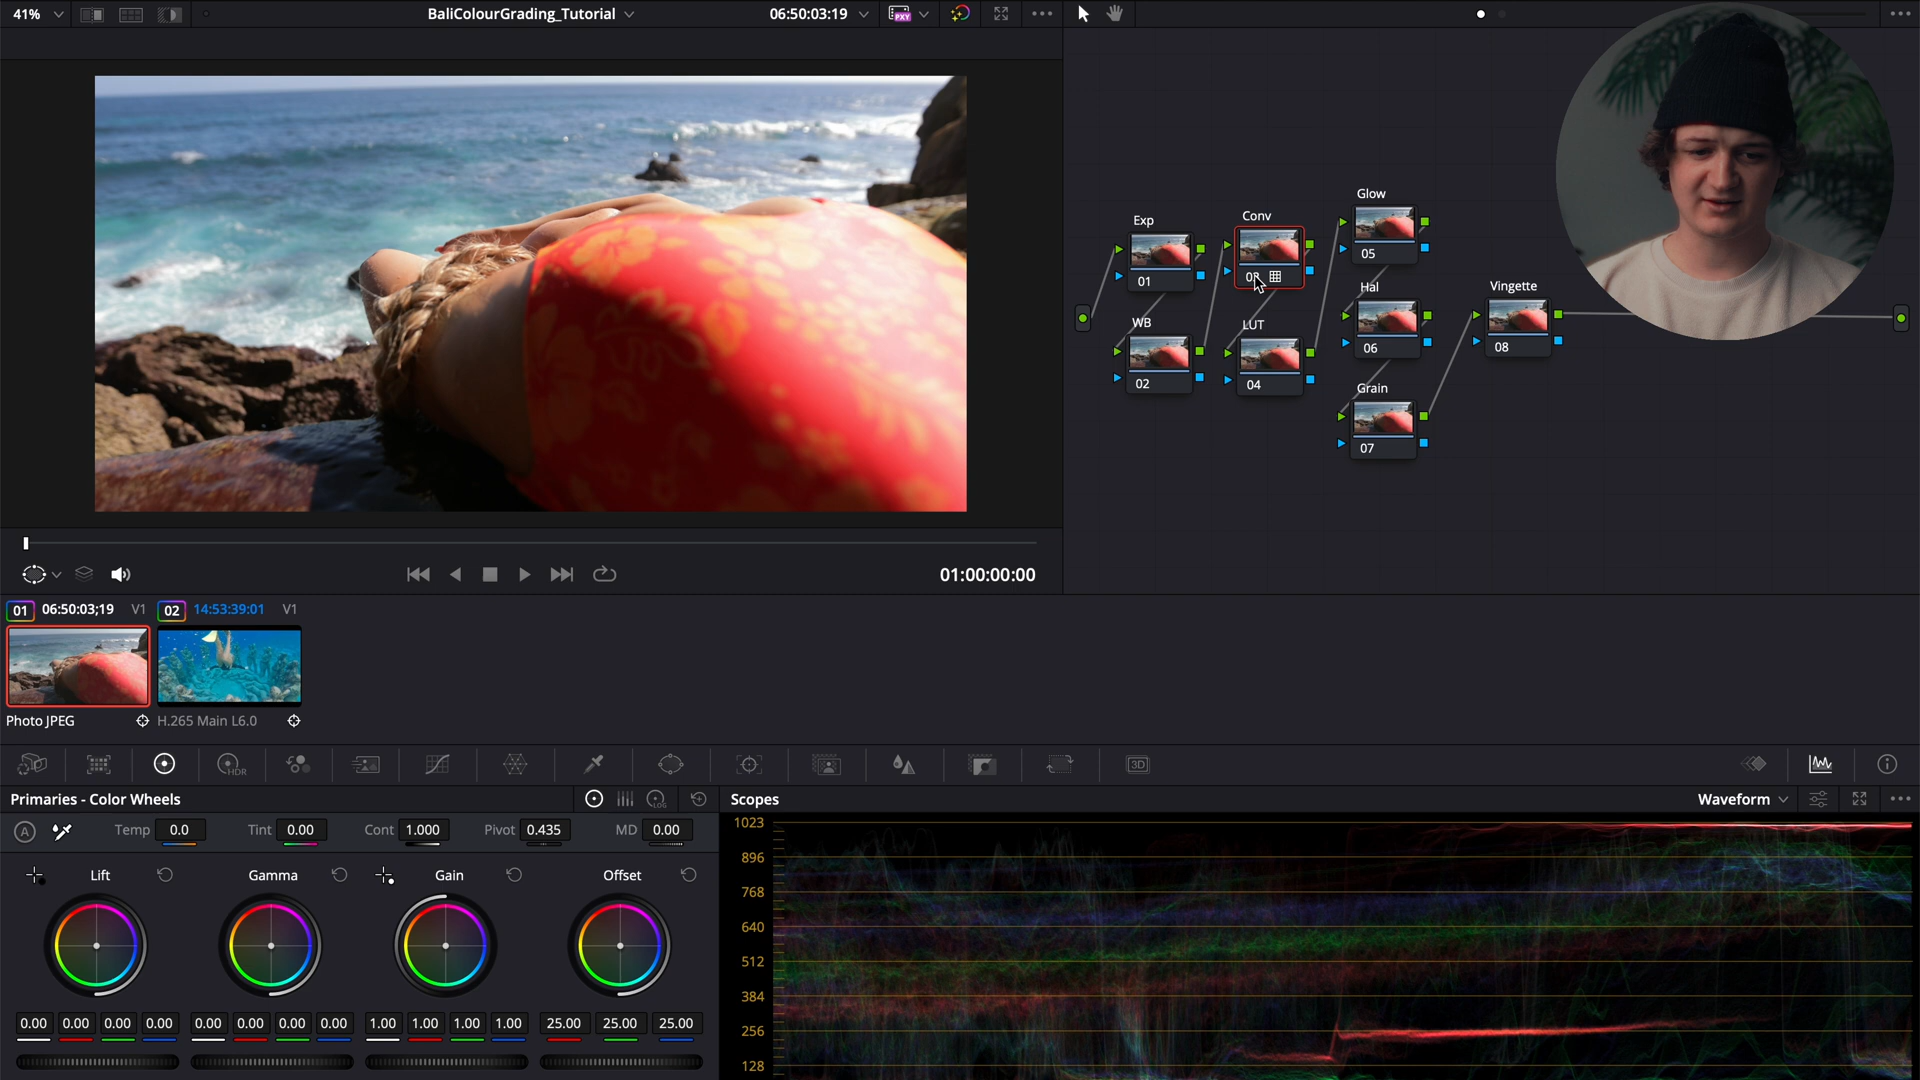 41%
BaliColourGrading_Tutorial
06:50:03:19
PXY
Glow
05
Exp
01
Conv
Hal
06
Vingette
08
WB
02
LUT
04
Grain
07
01:00:00:00
01 06:50:03;19 V1
02 14:53:39:01 V1
Photo JPEG
H.265 Main L6.0
HDR
3D
Primaries - Color Wheels
LOG
A
Temp 0.0 Tint 0.00 Cont 1.000 Pivot 0.435 MD 0.00
Lift Gamma Gain Offset
0.00 0.00 0.00 0.00 0.00 0.00 0.00 0.00 1.00 1.00 1.00 1.00 25.00 25.00 25.00
Scopes
Waveform
1023
896
768
640
512
384
256
128